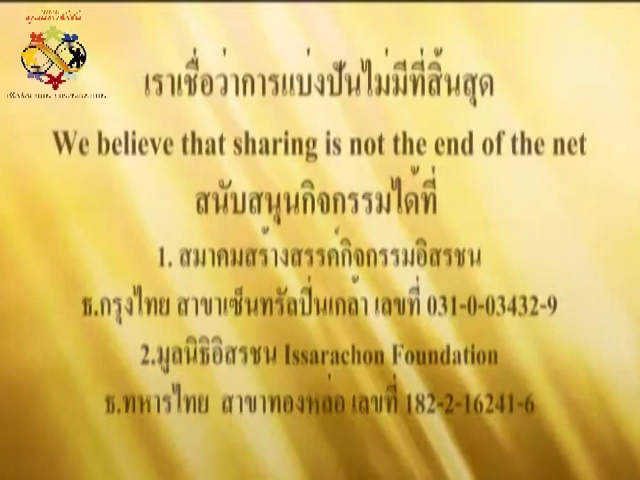 เราเชื่อว่าการแบ่งปันไม่มีที่สิ้นสุด
We believe that sharing is not the end of the net
สนับสนุนกิจกรรมได้ที่
1. สมาคมสร้างสรรค์กิจกรรมอิสรชน
ธ.กรุงไทย สาขาเซ็นทรัลปิ่นเกล้า เลขที่ 031-0-03432-9
2.มูลนิธิอิสรชน Issarachon Foundation
ธ.ทหารไทย สาขาทองหล่อ เลขที่ 182-2-16241-6